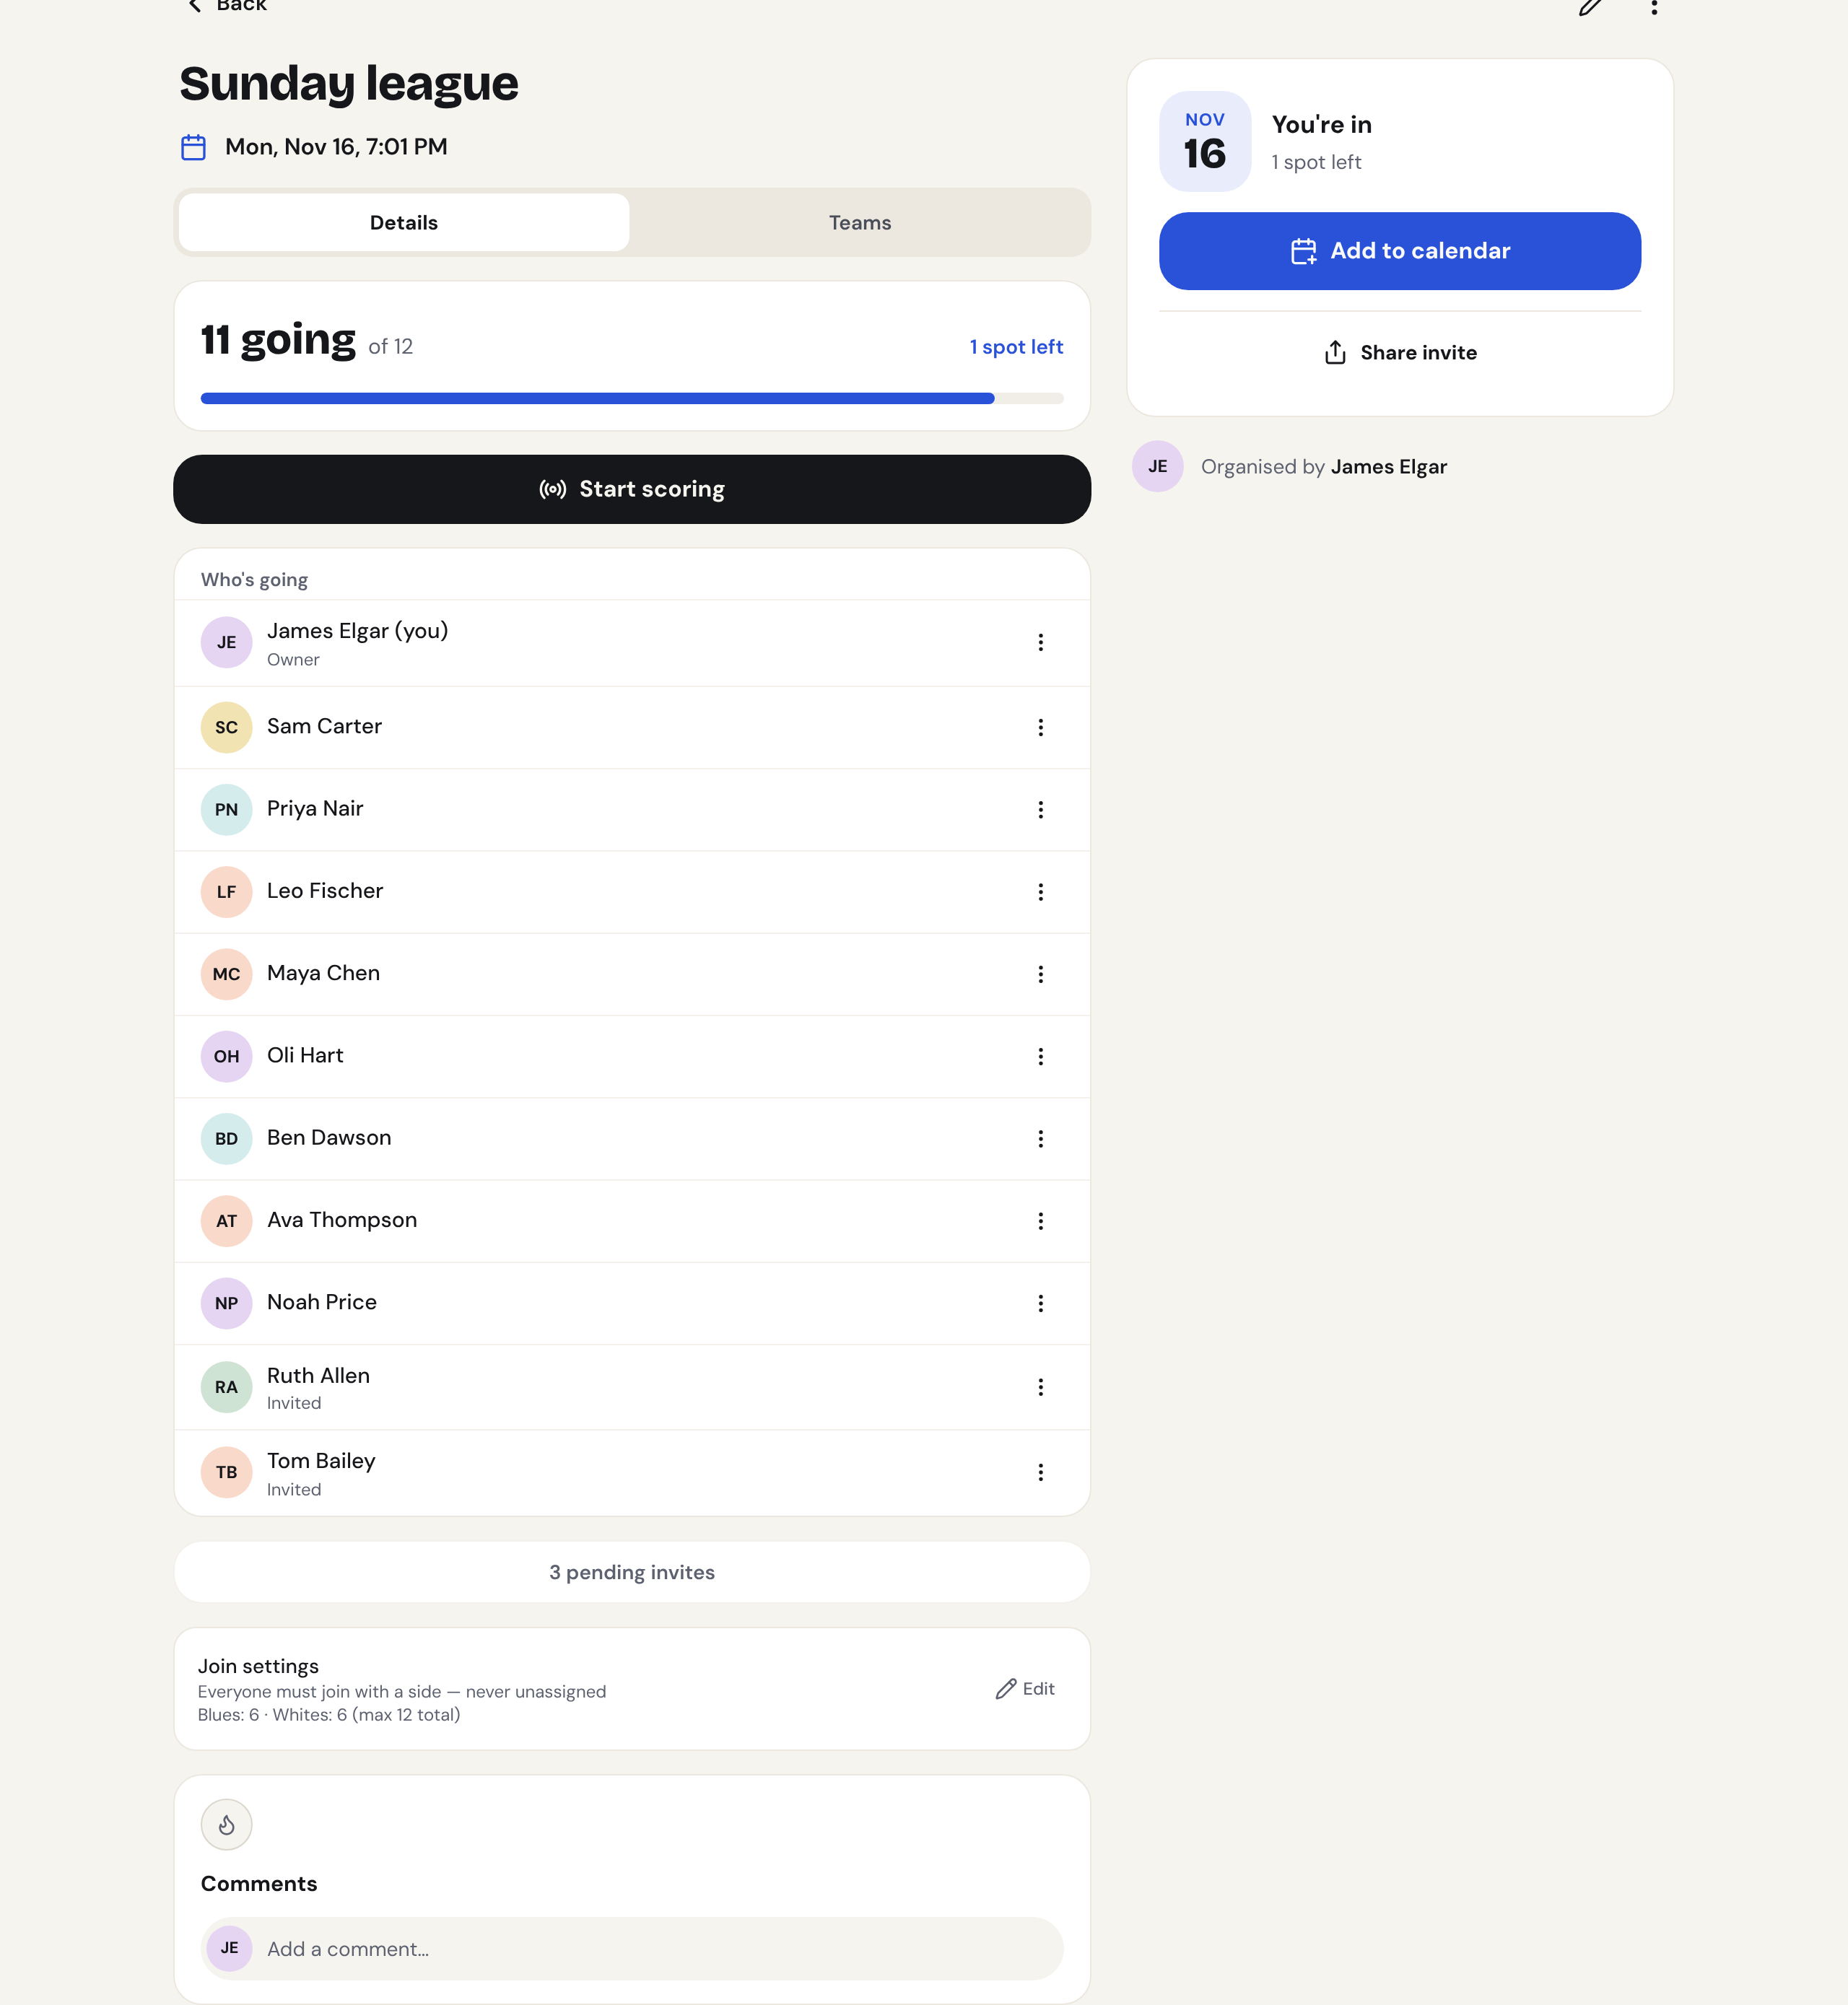 Back
Sunday league
Mon, Nov 16, 7:01 PM
Details
Teams
11 going of 12
1 spot left
Start scoring
Who's going
JE
James Elgar (you)
Owner
SC
Sam Carter
PN
Priya Nair
LF
Leo Fischer
MC
Maya Chen
OH
Oli Hart
BD
Ben Dawson
AT
Ava Thompson
NP
Noah Price
RA
Ruth Allen
Invited
TB
Tom Bailey
Invited
3 pending invites
Join settings
Everyone must join with a side — never unassigned
Blues: 6 · Whites: 6 (max 12 total)
Edit
Comments
JE
Add a comment...
NOV
16
You're in
1 spot left
Add to calendar
Share invite
JE
Organised by James Elgar